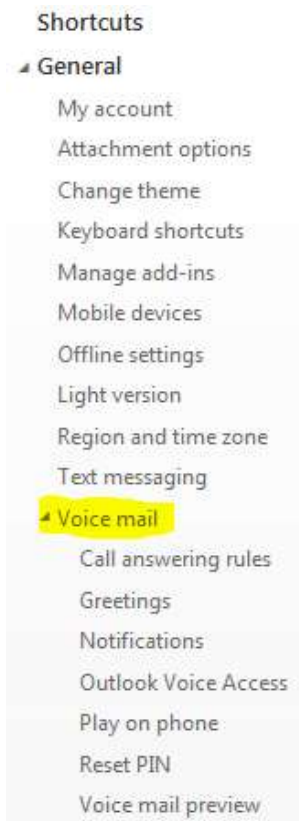 Shortcuts
General
My account
Attachment options
Change theme
Keyboard shortcuts
Manage add-ins
Mobile devices
Offline settings
Light version
Region and time zone
Text messaging
Voice mail
Call answering rules
Greetings
Notifications
Outlook Voice Access
Play on phone
Reset PIN
Voice mail preview